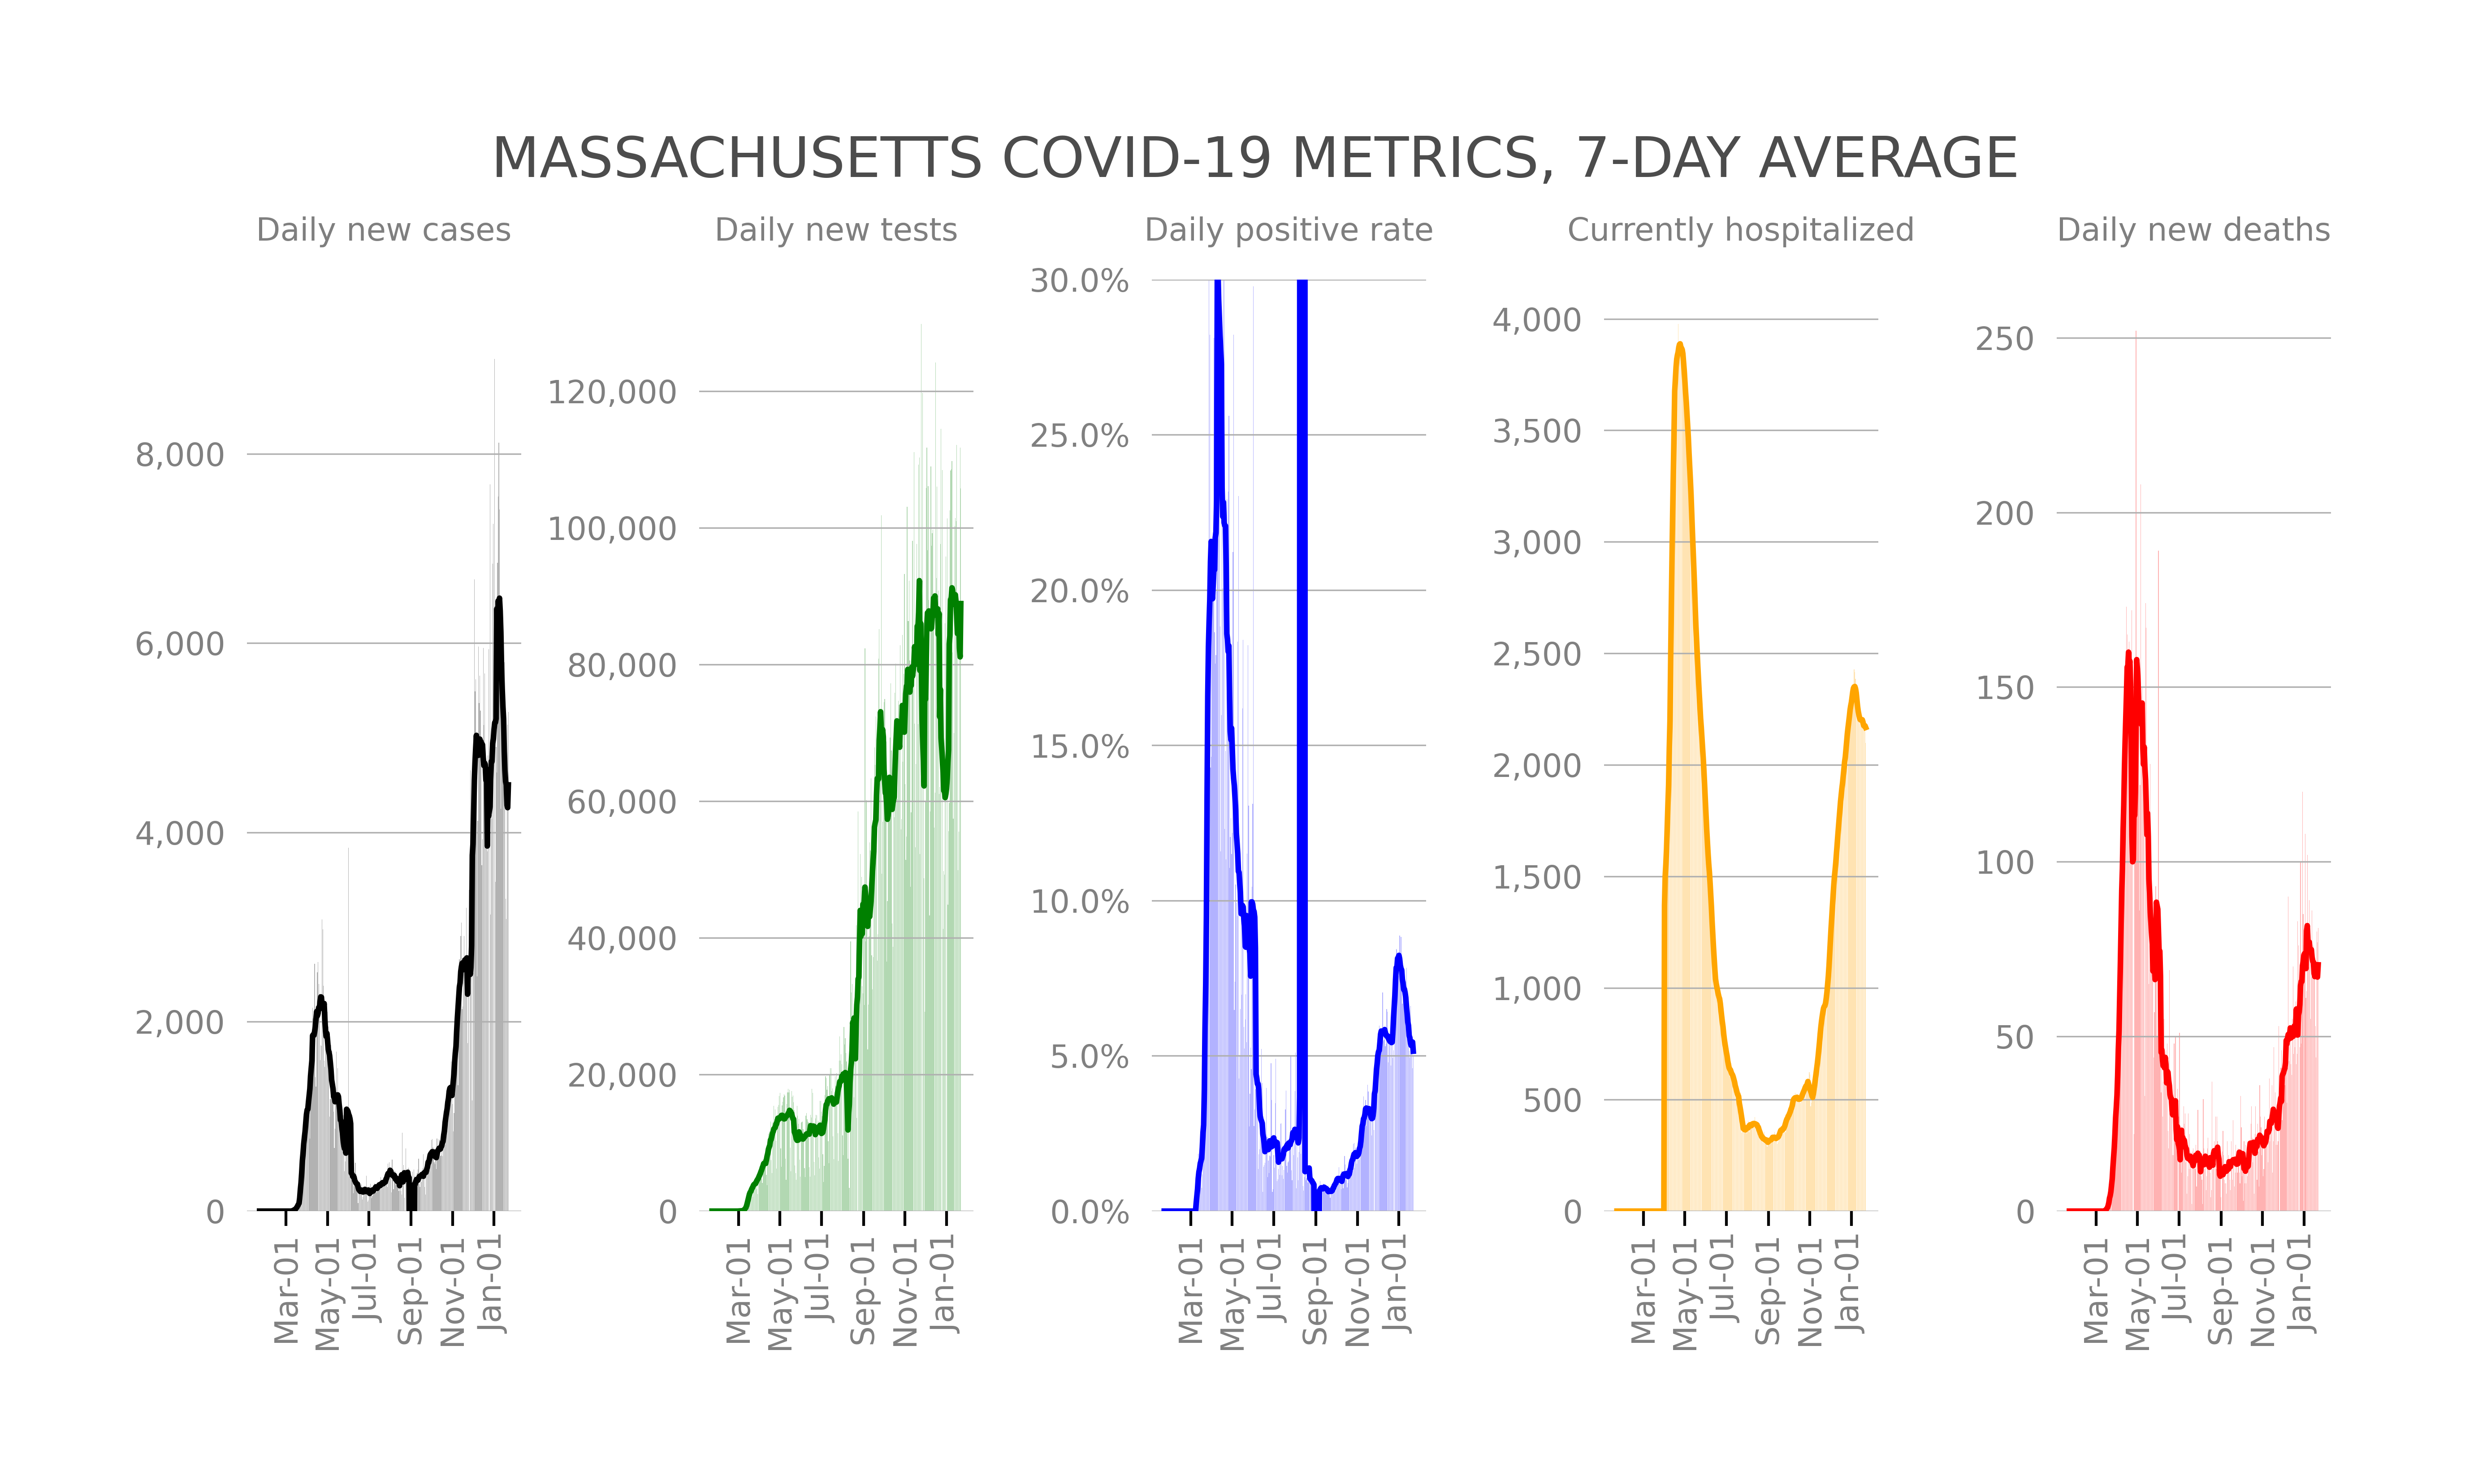 MASSACHUSETTS COVID-19 METRICS, 7-DAY AVERAGE
Daily new cases
8,000
6,000
4,000
2,000
0
Mar-01
May-01
Jul-01
Sep-01
Nov-01
Jan-01
Daily new tests
120,000
100,000
80,000
60,000
40,000
20,000
0
Mar-01
May-01
Jul-01
Sep-01
Nov-01
Jan-01
Daily positive rate
30.0%
25.0%
20.0%
15.0%
10.0%
5.0%
0.0%
Mar-01
May-01
Jul-01
Sep-01
Nov-01
Jan-01
Currently hospitalized
4,000
3,500
3,000
2,500
2,000
1,500
1,000
500
0
Mar-01
May-01
Jul-01
Sep-01
Nov-01
Jan-01
Daily new deaths
250
200
150
100
50
0
Mar-01
May-01
Jul-01
Sep-01
Nov-01
Jan-01